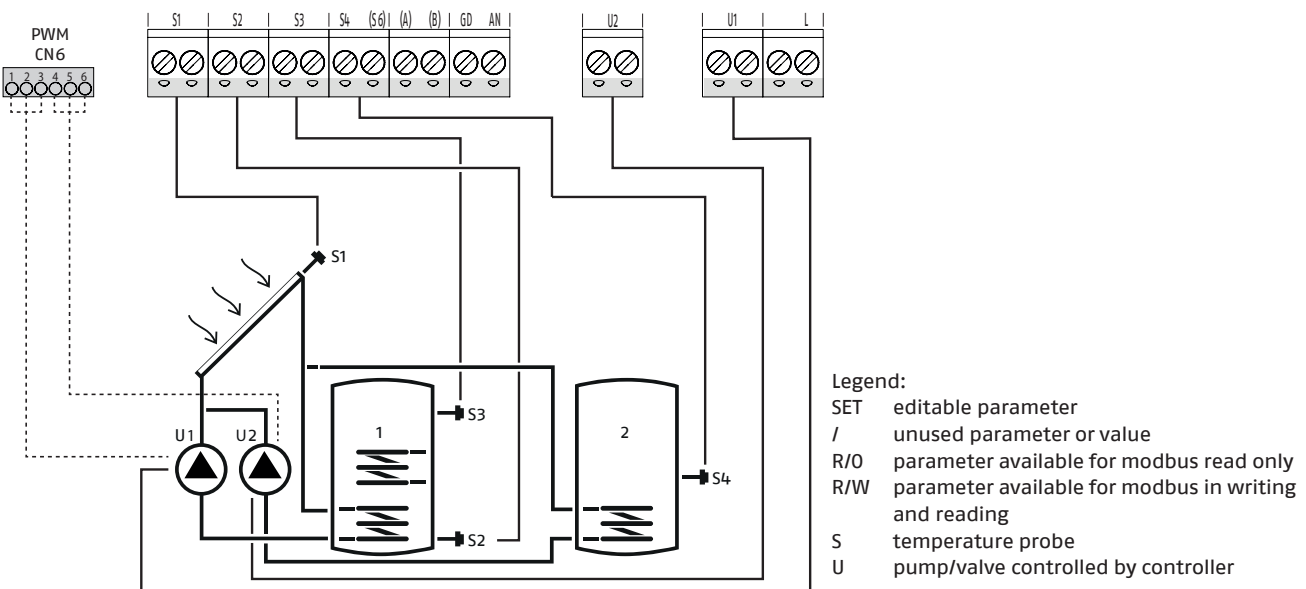 S1 S2 S3 S4 (S6) (A) (B) GD AN U2 U1 L
PWM
CN6
1 2 3 4 5 6
S1
S3
1
2
U1 U2
S4
S2
Legend:
SET editable parameter
/ unused parameter or value
R/O parameter available for modbus read only
R/W parameter available for modbus in writing
and reading
S temperature probe
U pump/valve controlled by controller